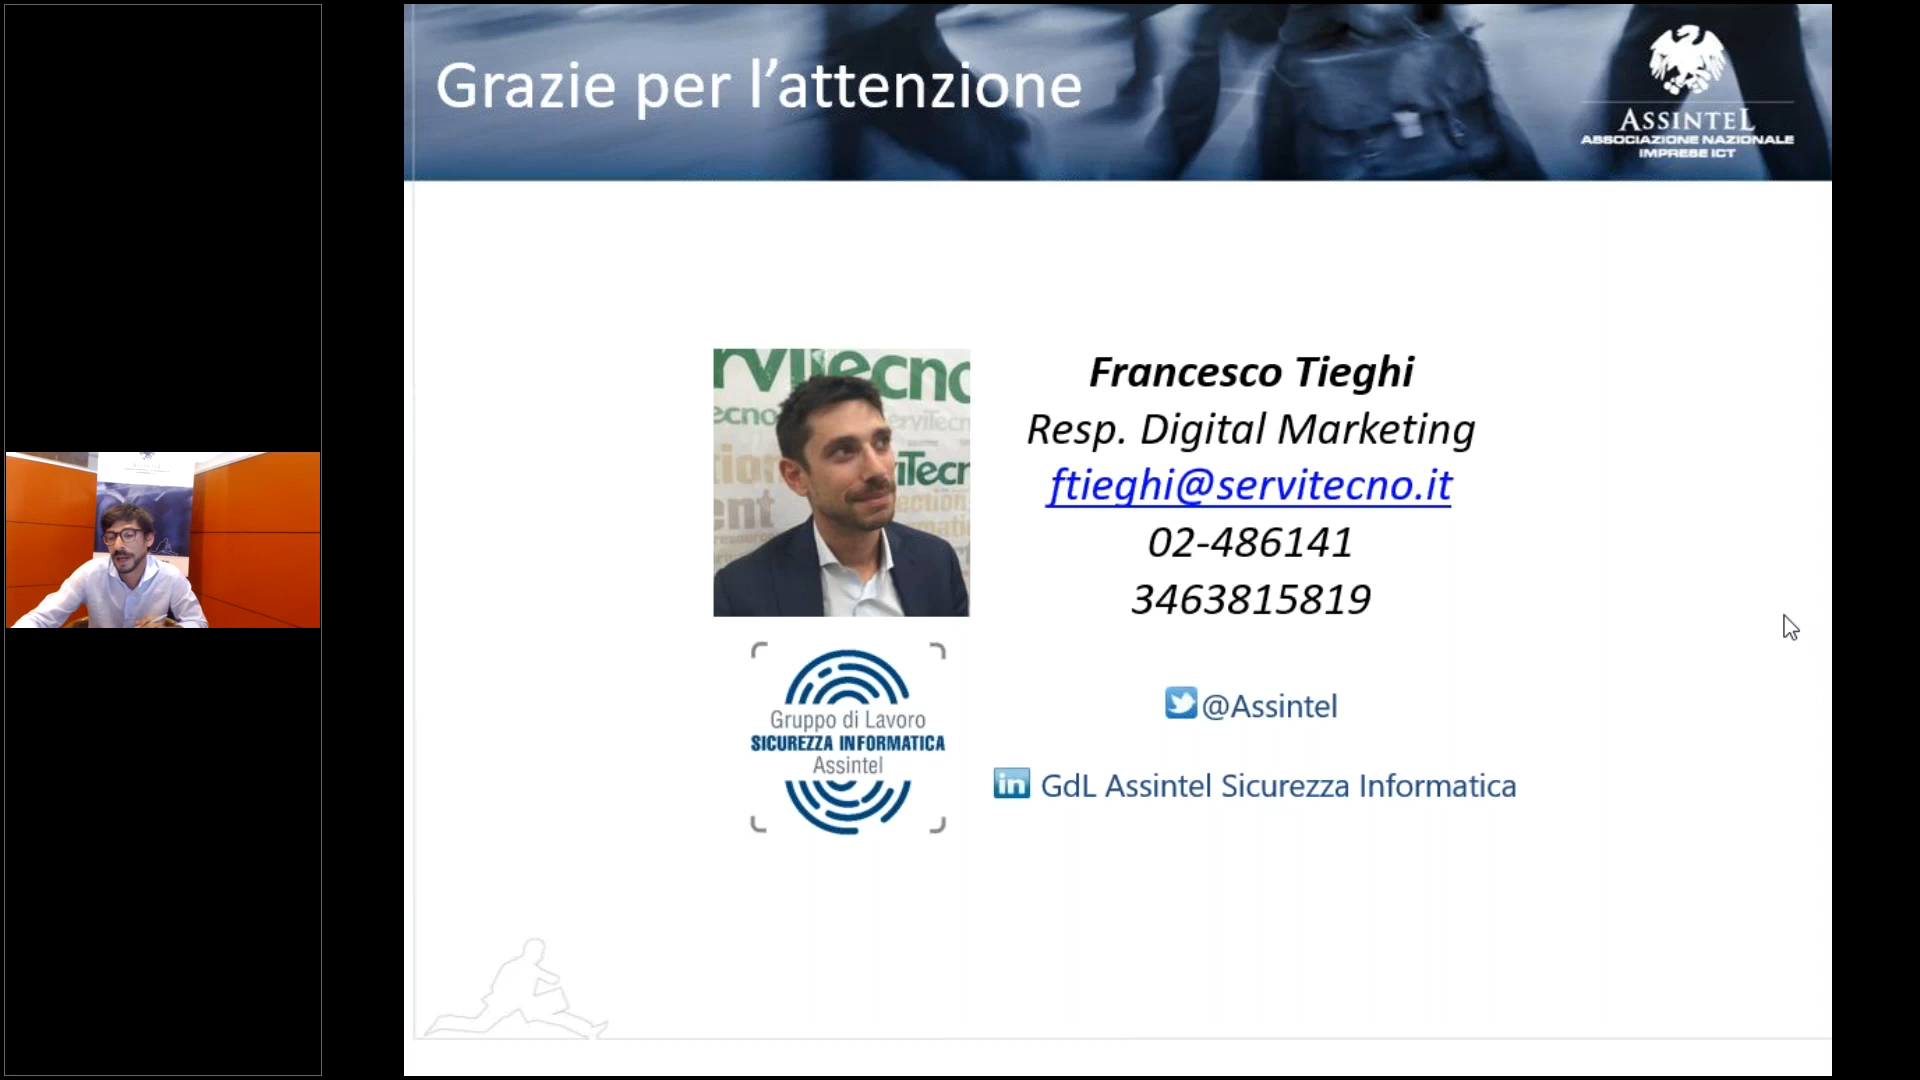 Grazie per l’attenzione
ASSINTEL
ASSOCIAZIONE NAZIONALE
IMPRESE ICT
Francesco Tieghi
Resp. Digital Marketing
ftieghi@servitecno.it
02-486141
3463815819
Gruppo di Lavoro
SICUREZZA INFORMATICA
Assintel
@Assintel
in GdL Assintel Sicurezza Informatica